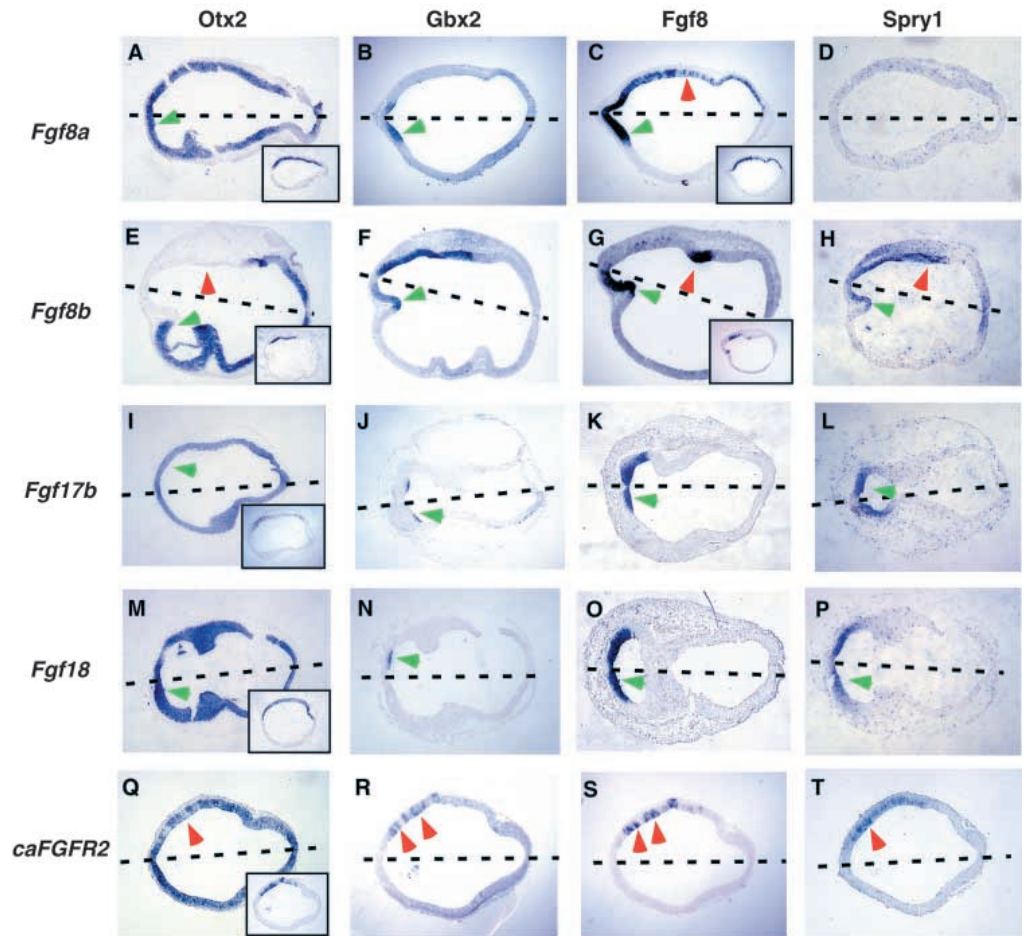 Otx2 Gbx2 Fgf8 Spry1
A B C D
Fgf8a
E F G H
Fgf8b
I J K L
Fgf17b
M N O P
Fgf18
Q R S T
caFGFR2